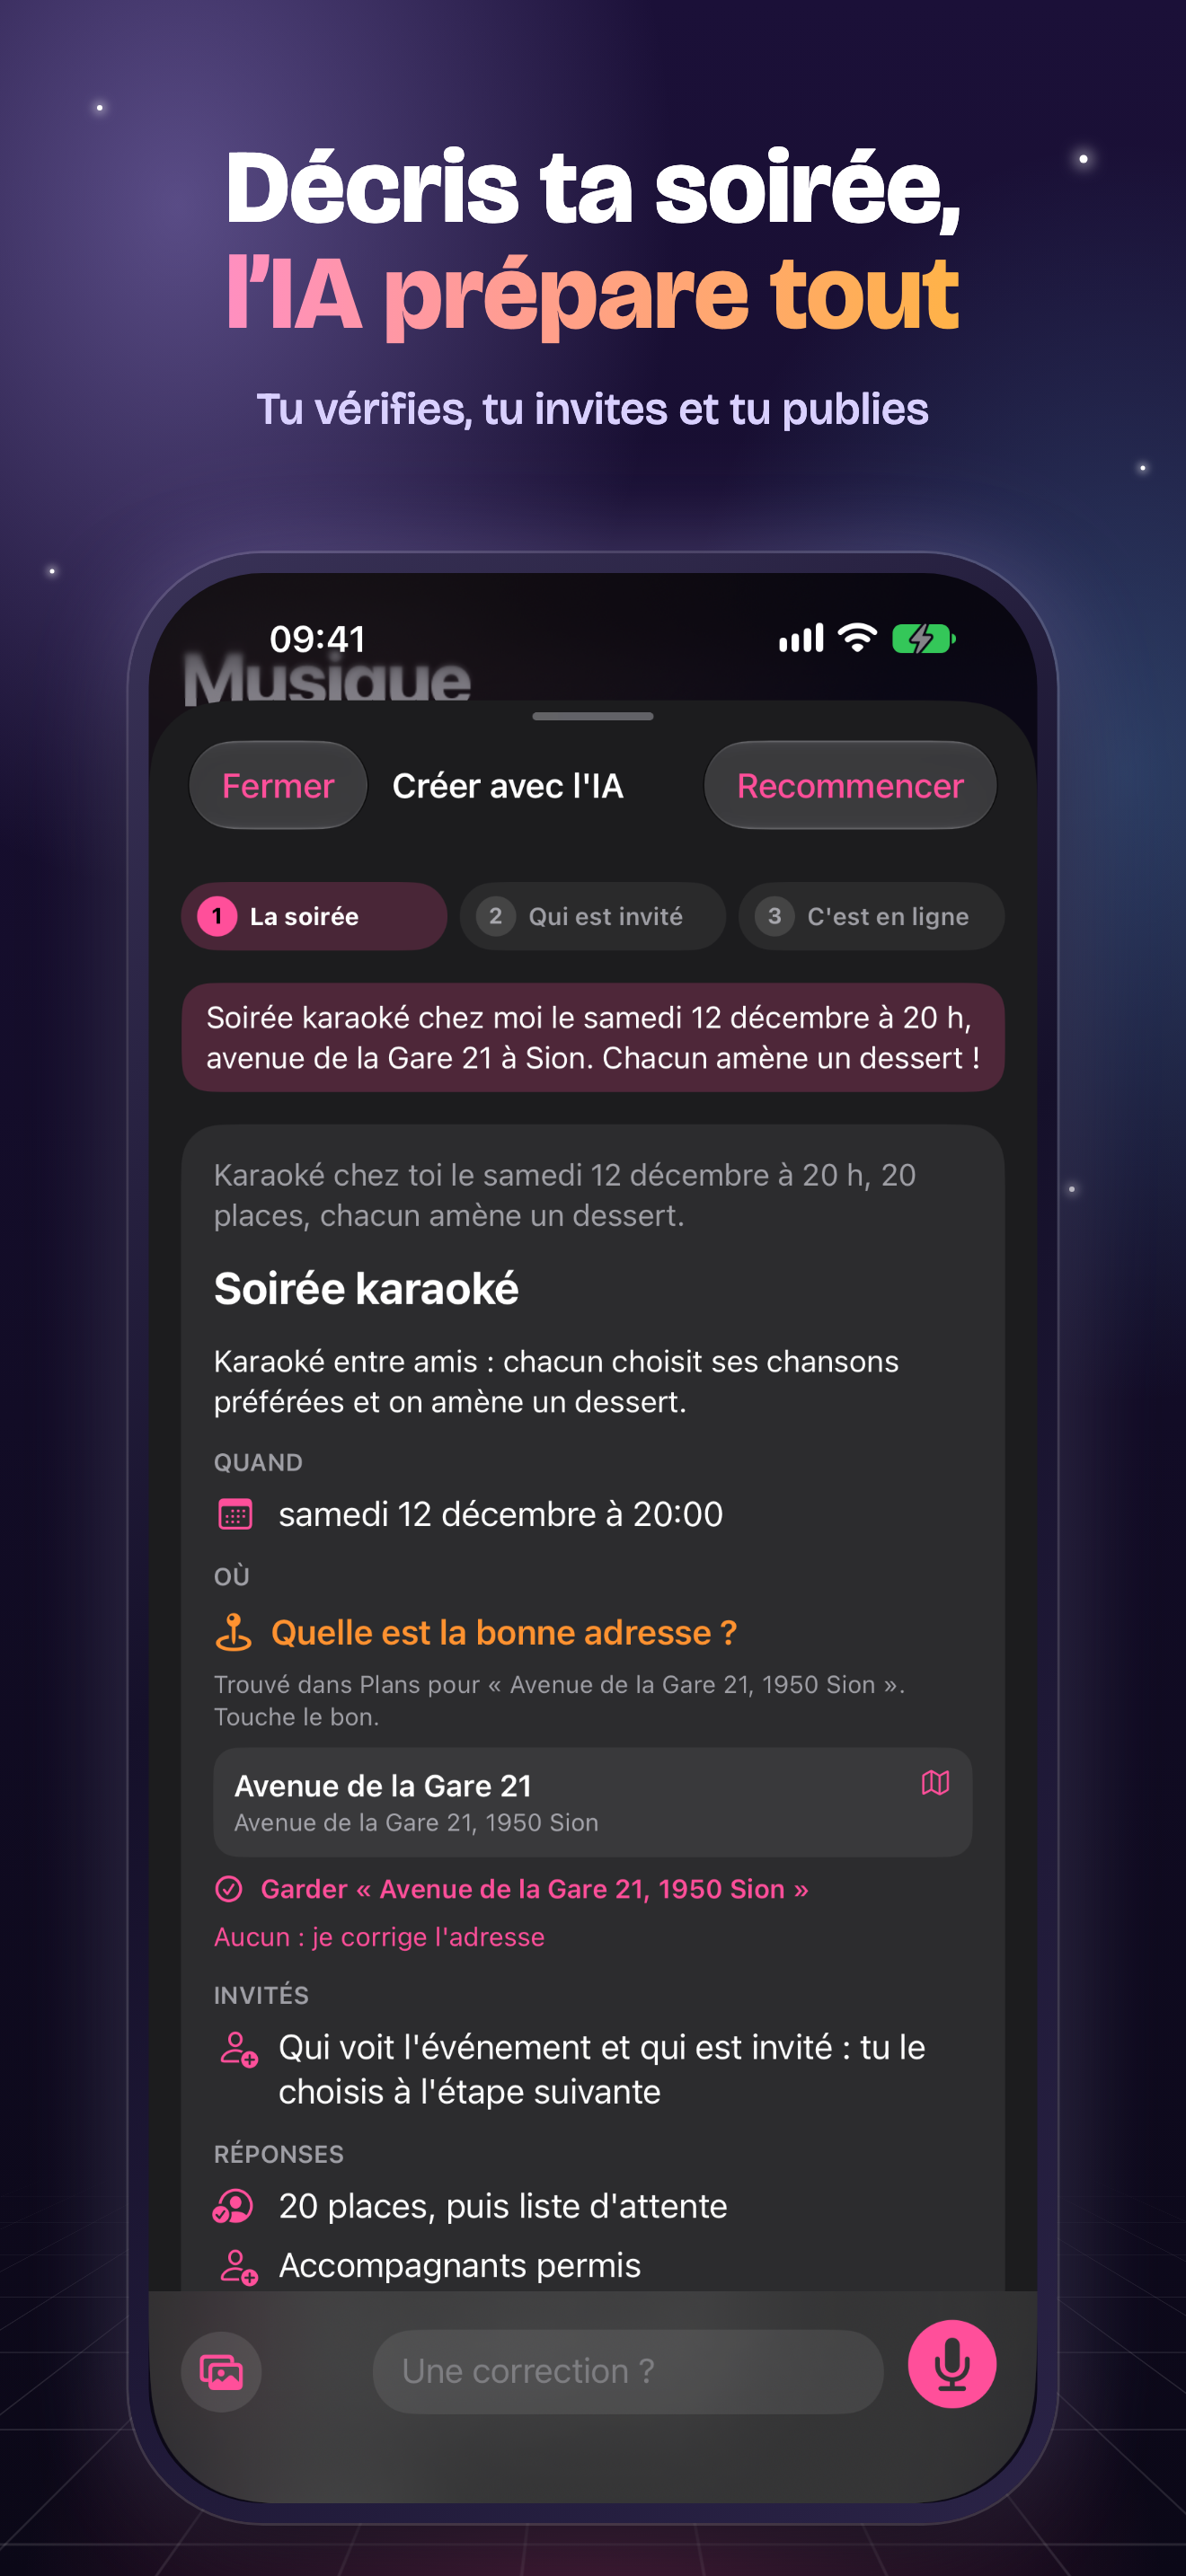 Décris ta soirée,
l’IA prépare tout
Tu vérifies, tu invites et tu publies
09:41
Musique
Fermer
Créer avec l'IA
Recommencer
1 La soirée
2 Qui est invité
3 C'est en ligne
Soirée karaoké chez moi le samedi 12 décembre à 20 h,
avenue de la Gare 21 à Sion. Chacun amène un dessert !
Karaoké chez toi le samedi 12 décembre à 20 h, 20
places, chacun amène un dessert.
Soirée karaoké
Karaoké entre amis : chacun choisit ses chansons
préférées et on amène un dessert.
QUAND
samedi 12 décembre à 20:00
OÙ
Quelle est la bonne adresse ?
Trouvé dans Plans pour « Avenue de la Gare 21, 1950 Sion ».
Touche le bon.
Avenue de la Gare 21
Avenue de la Gare 21, 1950 Sion
Garder « Avenue de la Gare 21, 1950 Sion »
Aucun : je corrige l'adresse
INVITÉS
Qui voit l'événement et qui est invité : tu le
choisis à l'étape suivante
RÉPONSES
20 places, puis liste d'attente
Accompagnants permis
Une correction ?